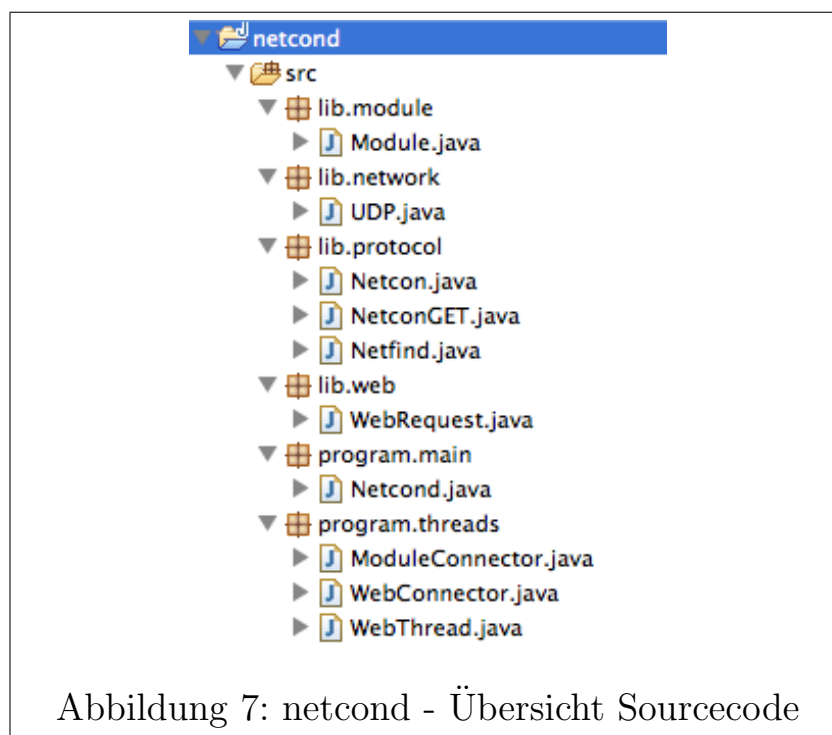 netcond
src
lib.module
Module.java
lib.network
UDP.java
lib.protocol
Netcon.java
NetconGET.java
Netfind.java
lib.web
WebRequest.java
program.main
Netcond.java
program.threads
ModuleConnector.java
WebConnector.java
WebThread.java
Abbildung 7: netcond - Übersicht Sourcecode